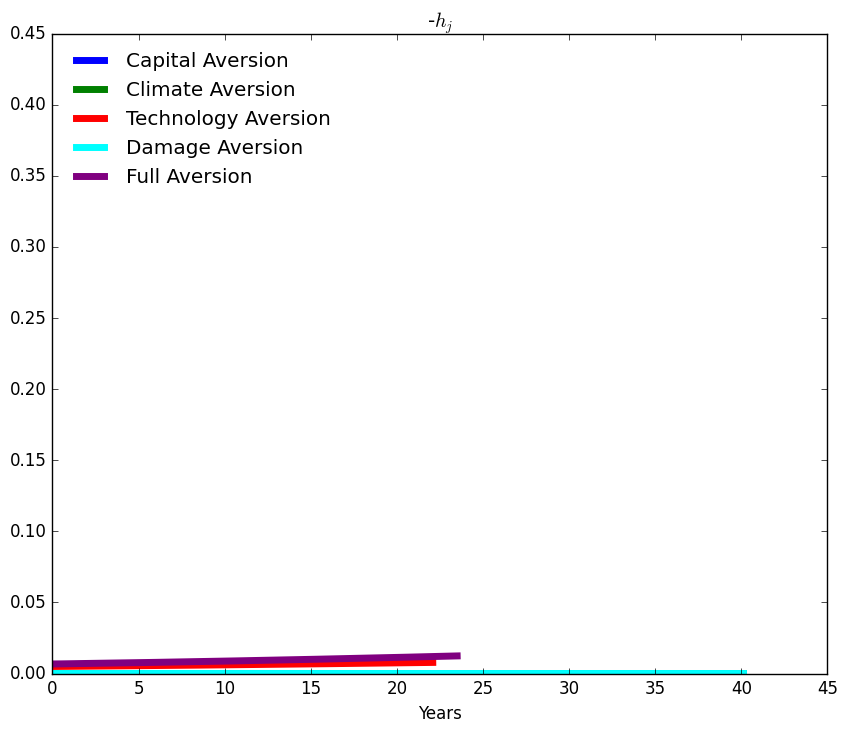 -h_j
0.45
Capital Aversion
0.40
Climate Aversion
Technology Aversion
0.35
Damage Aversion
Full Aversion
0.30
0.25
0.20
0.15
0.10
0.05
0.00
0 5 10 15 20 25 30 35 40 45
Years